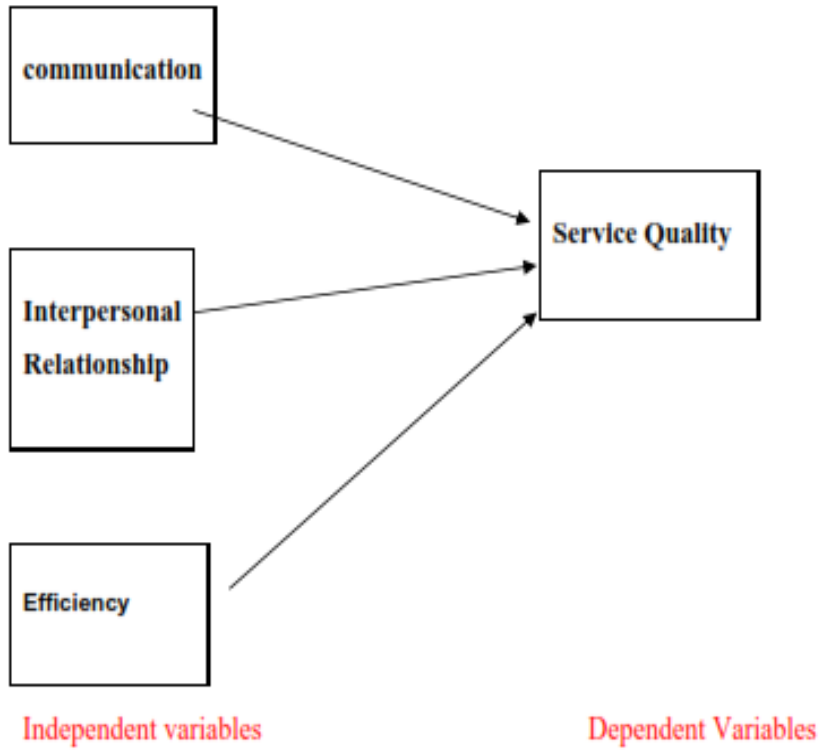 communication
Service Quality
Interpersonal
Relationship
Efficiency
Independent variables
Dependent Variables